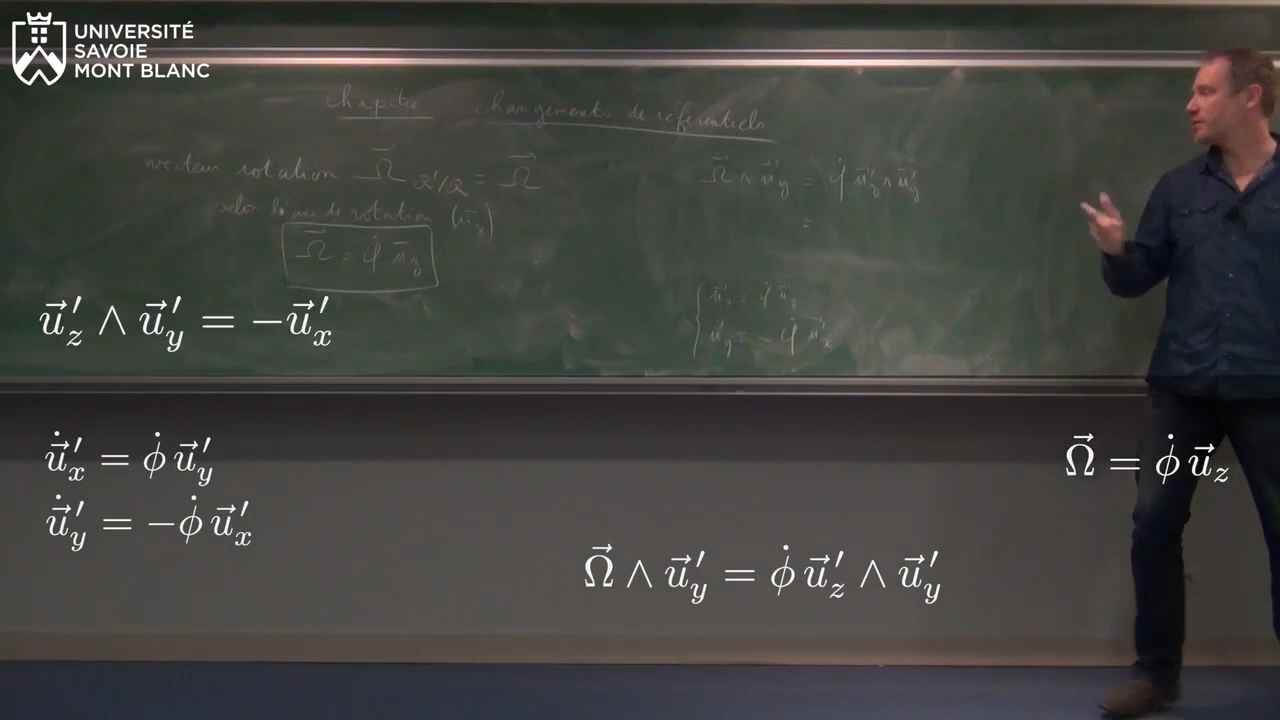 UNIVERSITÉ
SAVOIE
MONT BLANC
Chapitre changements de référentiels
vecteur rotation Ω⃗ R'/R = Ω⃗
selon l'axe de rotation (u⃗z)
Ω⃗ = φ̇ u⃗z
Ω⃗ ∧ u⃗'y = φ̇ u⃗'z ∧ u⃗'y
=
u⃗'z ∧ u⃗'y = −u⃗'x
u⃗̇'x = ϕ̇ u⃗'y
u⃗̇'y = −ϕ̇ u⃗'x
Ω⃗ = ϕ̇ u⃗z
Ω⃗ ∧ u⃗'y = ϕ̇ u⃗'z ∧ u⃗'y